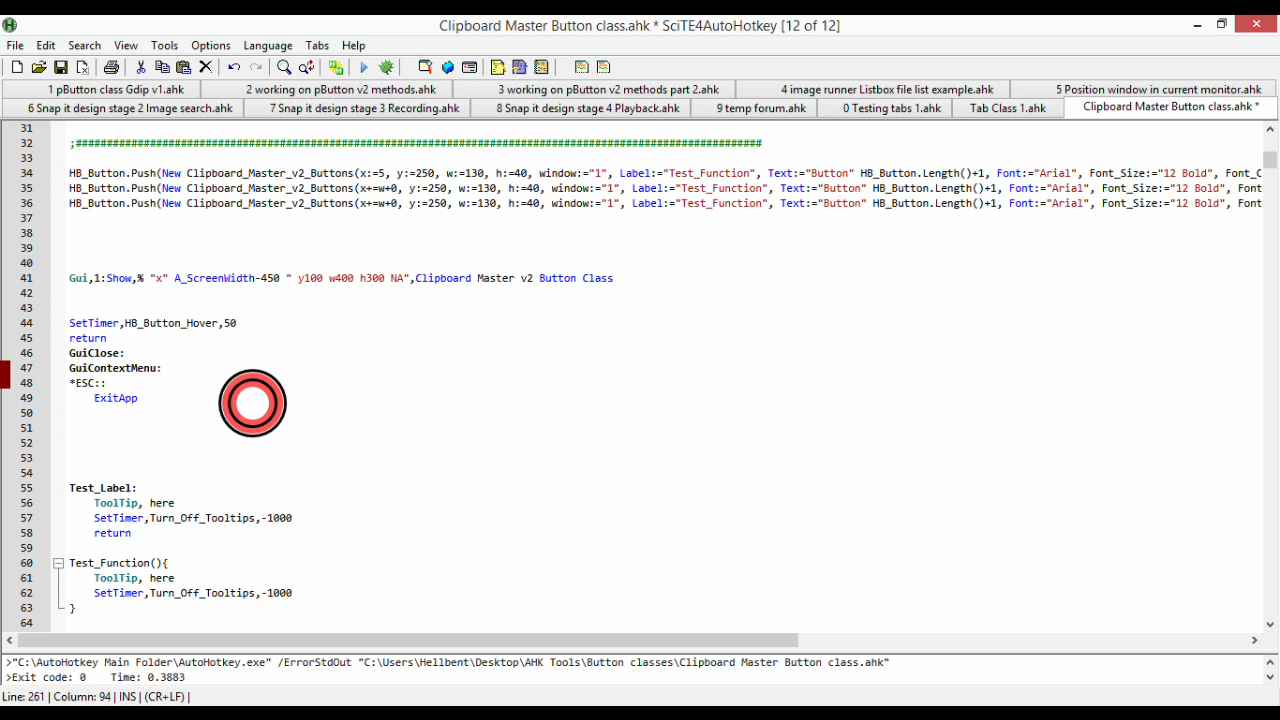 Clipboard Master Button class.ahk * SciTE4AutoHotkey [12 of 12]
File Edit Search View Tools Options Language Tabs Help
1 pButton class Gdip v1.ahk 2 working on pButton v2 methods.ahk 3 working on pButton v2 methods part 2.ahk 4 image runner Listbox file list example.ahk 5 Position window in current monitor.ahk
6 Snap it design stage 2 Image search.ahk 7 Snap it design stage 3 Recording.ahk 8 Snap it design stage 4 Playback.ahk 9 temp forum.ahk 0 Testing tabs 1.ahk Tab Class 1.ahk Clipboard Master Button class.ahk *
31
32 ;################################################################################################################
33
34 HB_Button.Push(New Clipboard_Master_v2_Buttons(x:=5, y:=250, w:=130, h:=40, window:="1", Label:="Test_Function", Text:="Button" HB_Button.Length()+1, Font:="Arial", Font_Size:="12 Bold", Font_C
35 HB_Button.Push(New Clipboard_Master_v2_Buttons(x+=w+0, y:=250, w:=130, h:=40, window:="1", Label:="Test_Function", Text:="Button" HB_Button.Length()+1, Font:="Arial", Font_Size:="12 Bold", Font
36 HB_Button.Push(New Clipboard_Master_v2_Buttons(x+=w+0, y:=250, w:=130, h:=40, window:="1", Label:="Test_Function", Text:="Button" HB_Button.Length()+1, Font:="Arial", Font_Size:="12 Bold", Font
37
38
39
40
41 Gui,1:Show,% "x" A_ScreenWidth-450 " y100 w400 h300 NA",Clipboard Master v2 Button Class
42
43
44 SetTimer,HB_Button_Hover,50
45 return
46 GuiClose:
47 GuiContextMenu:
48 *ESC::
49 ExitApp
50
51
52
53
54
55 Test_Label:
56 ToolTip, here
57 SetTimer,Turn_Off_Tooltips,-1000
58 return
59
60 Test_Function(){
61 ToolTip, here
62 SetTimer,Turn_Off_Tooltips,-1000
63 }
64
>"C:\AutoHotkey Main Folder\AutoHotkey.exe" /ErrorStdOut "C:\Users\Hellbent\Desktop\AHK Tools\Button classes\Clipboard Master Button class.ahk"
>Exit code: 0 Time: 0.3883
Line: 261 | Column: 94 | INS | (CR+LF) |